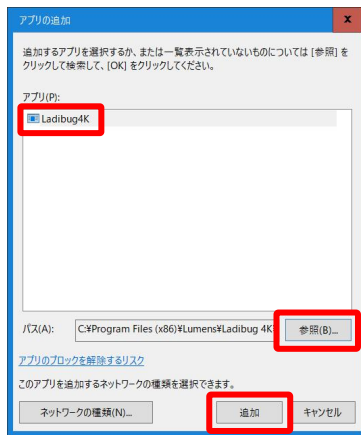 アプリの追加
x
追加するアプリを選択するか、または一覧表示されていないものについては [参照] を
クリックして検索して、[OK] をクリックしてください。
アプリ(P):
Ladibug4K
パス(A):
C:¥Program Files (x86)¥Lumens¥Ladibug 4K
参照(B)...
アプリのブロックを解除するリスク
このアプリを追加するネットワークの種類を選択できます。
ネットワークの種類(N)...
追加
キャンセル